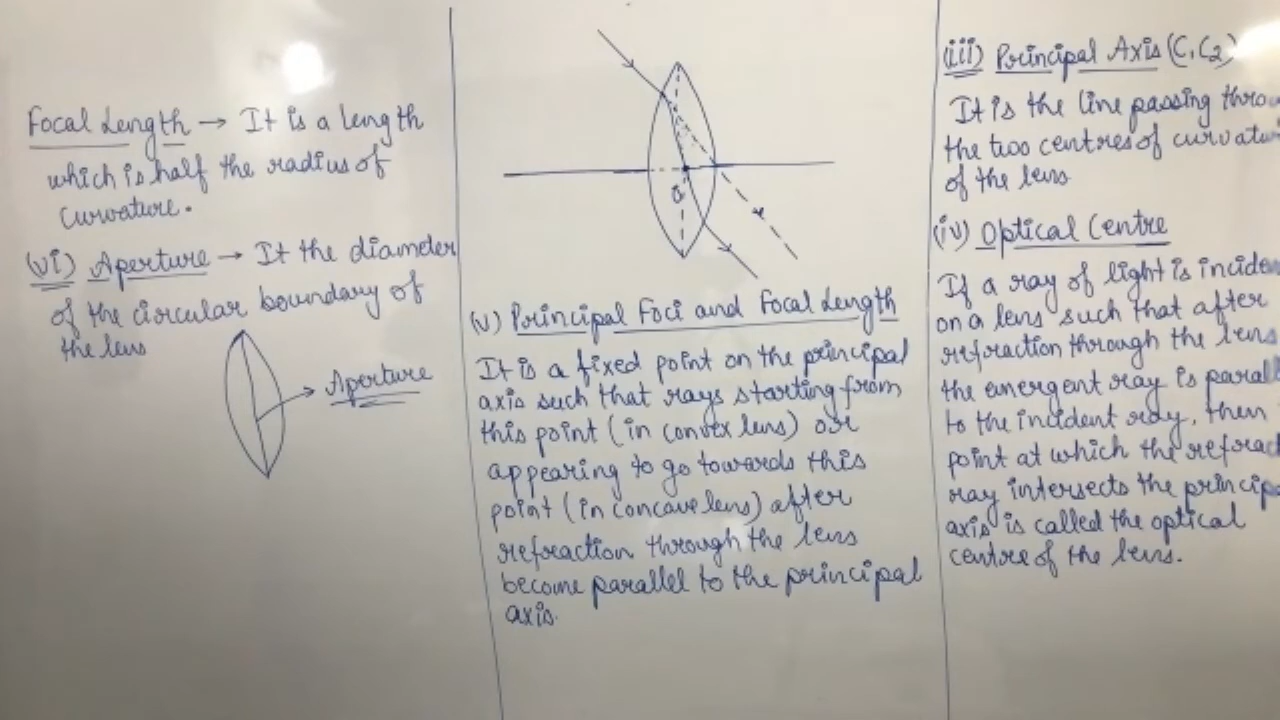 Focal Length → It is a length
which is half the radius of
curvature.
(vi) Aperture → It the diameter
of the circular boundary of
the lens
Aperture
O
(v) Principal Foci and Focal Length
It is a fixed point on the principal
axis such that rays starting from
this point (in convex lens) or
appearing to go towards this
point (in concave lens) after
refraction through the lens
become parallel to the principal
axis.
(iii) Principal Axis (C1C2)
It is the line passing throu
the two centres of curvatu
of the lens
(iv) Optical Centre
If a ray of light is inciden
on a lens such that after
refraction through the lens
the emergent ray is parall
to the incident ray, then
point at which the refrac
ray intersects the princip
axis is called the optical
centre of the lens.